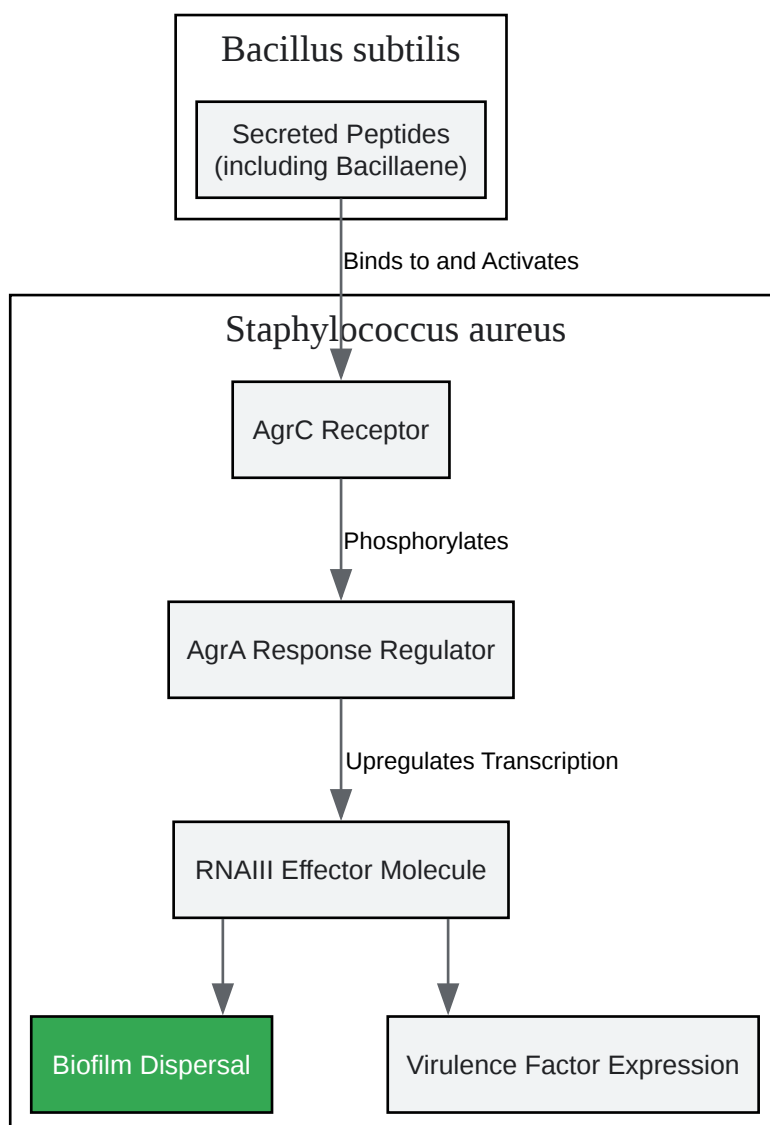 Bacillus subtilis
Secreted Peptides
(including Bacillaene)
Binds to and Activates
Staphylococcus aureus
AgrC Receptor
Phosphorylates
AgrA Response Regulator
Upregulates Transcription
RNAIII Effector Molecule
Biofilm Dispersal
Virulence Factor Expression